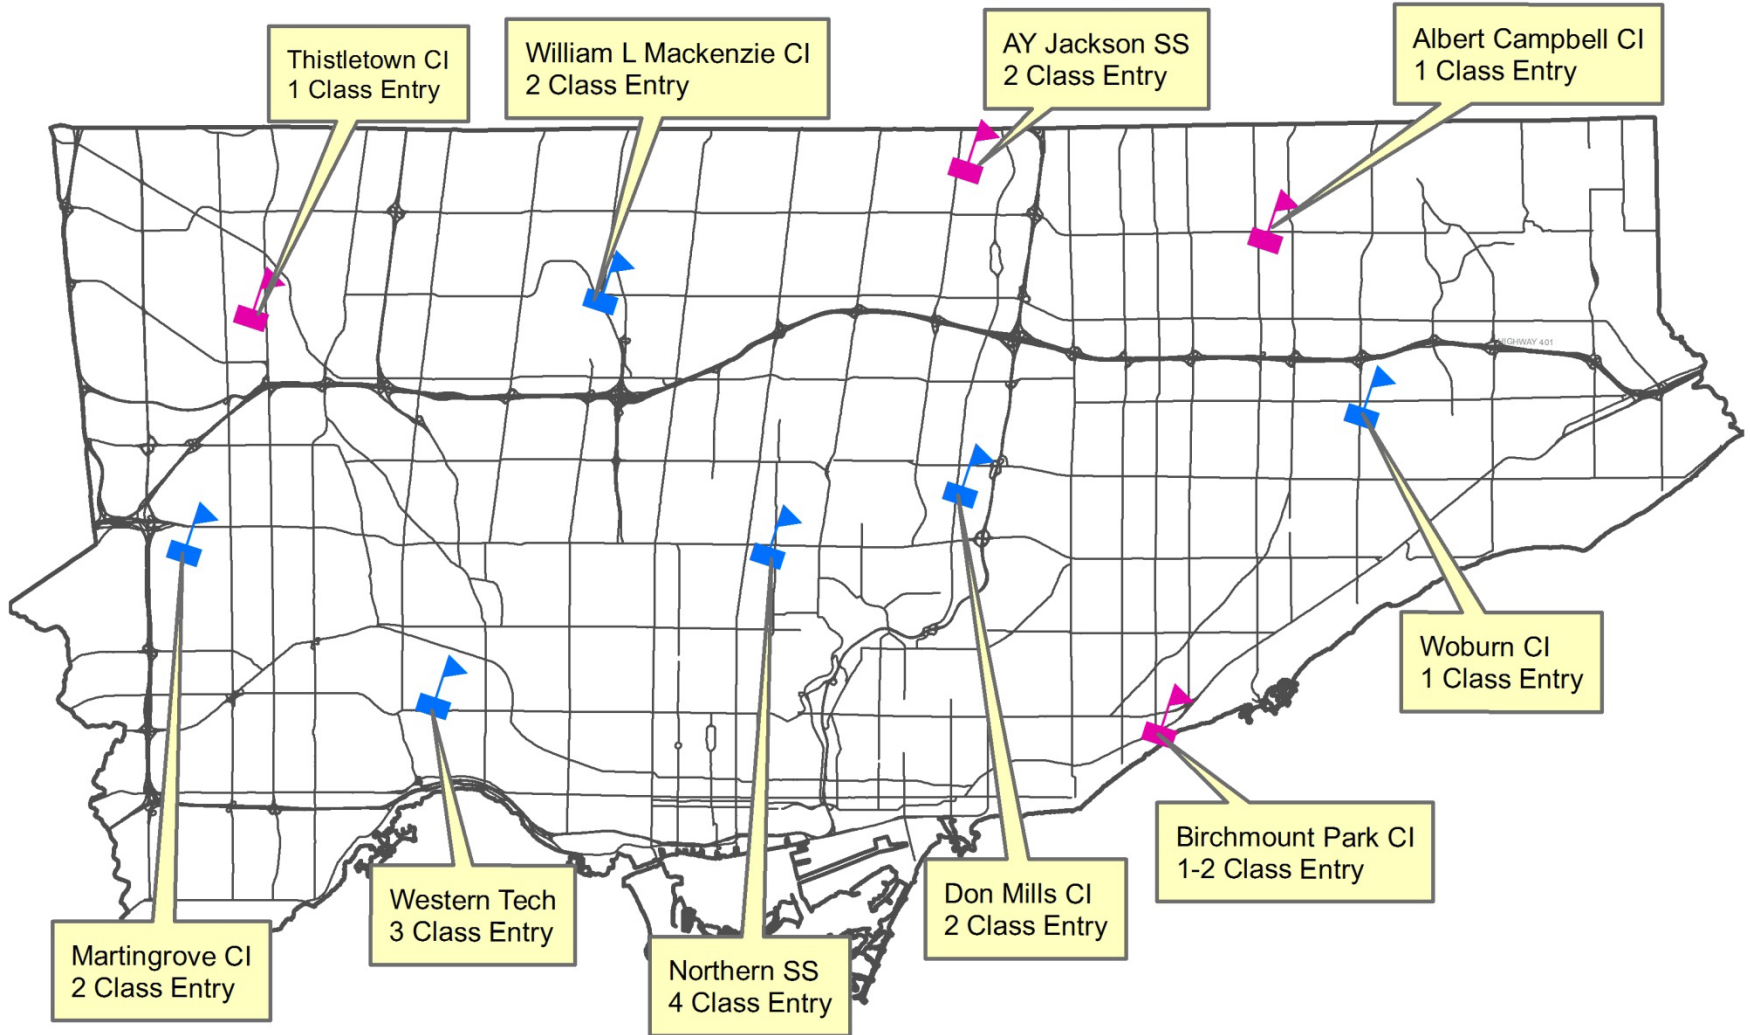 Thistletown CI
1 Class Entry
William L Mackenzie CI
2 Class Entry
AY Jackson SS
2 Class Entry
Albert Campbell CI
1 Class Entry
HIGHWAY 401
Woburn CI
1 Class Entry
Birchmount Park CI
1-2 Class Entry
Don Mills CI
2 Class Entry
Western Tech
3 Class Entry
Martingrove CI
2 Class Entry
Northern SS
4 Class Entry